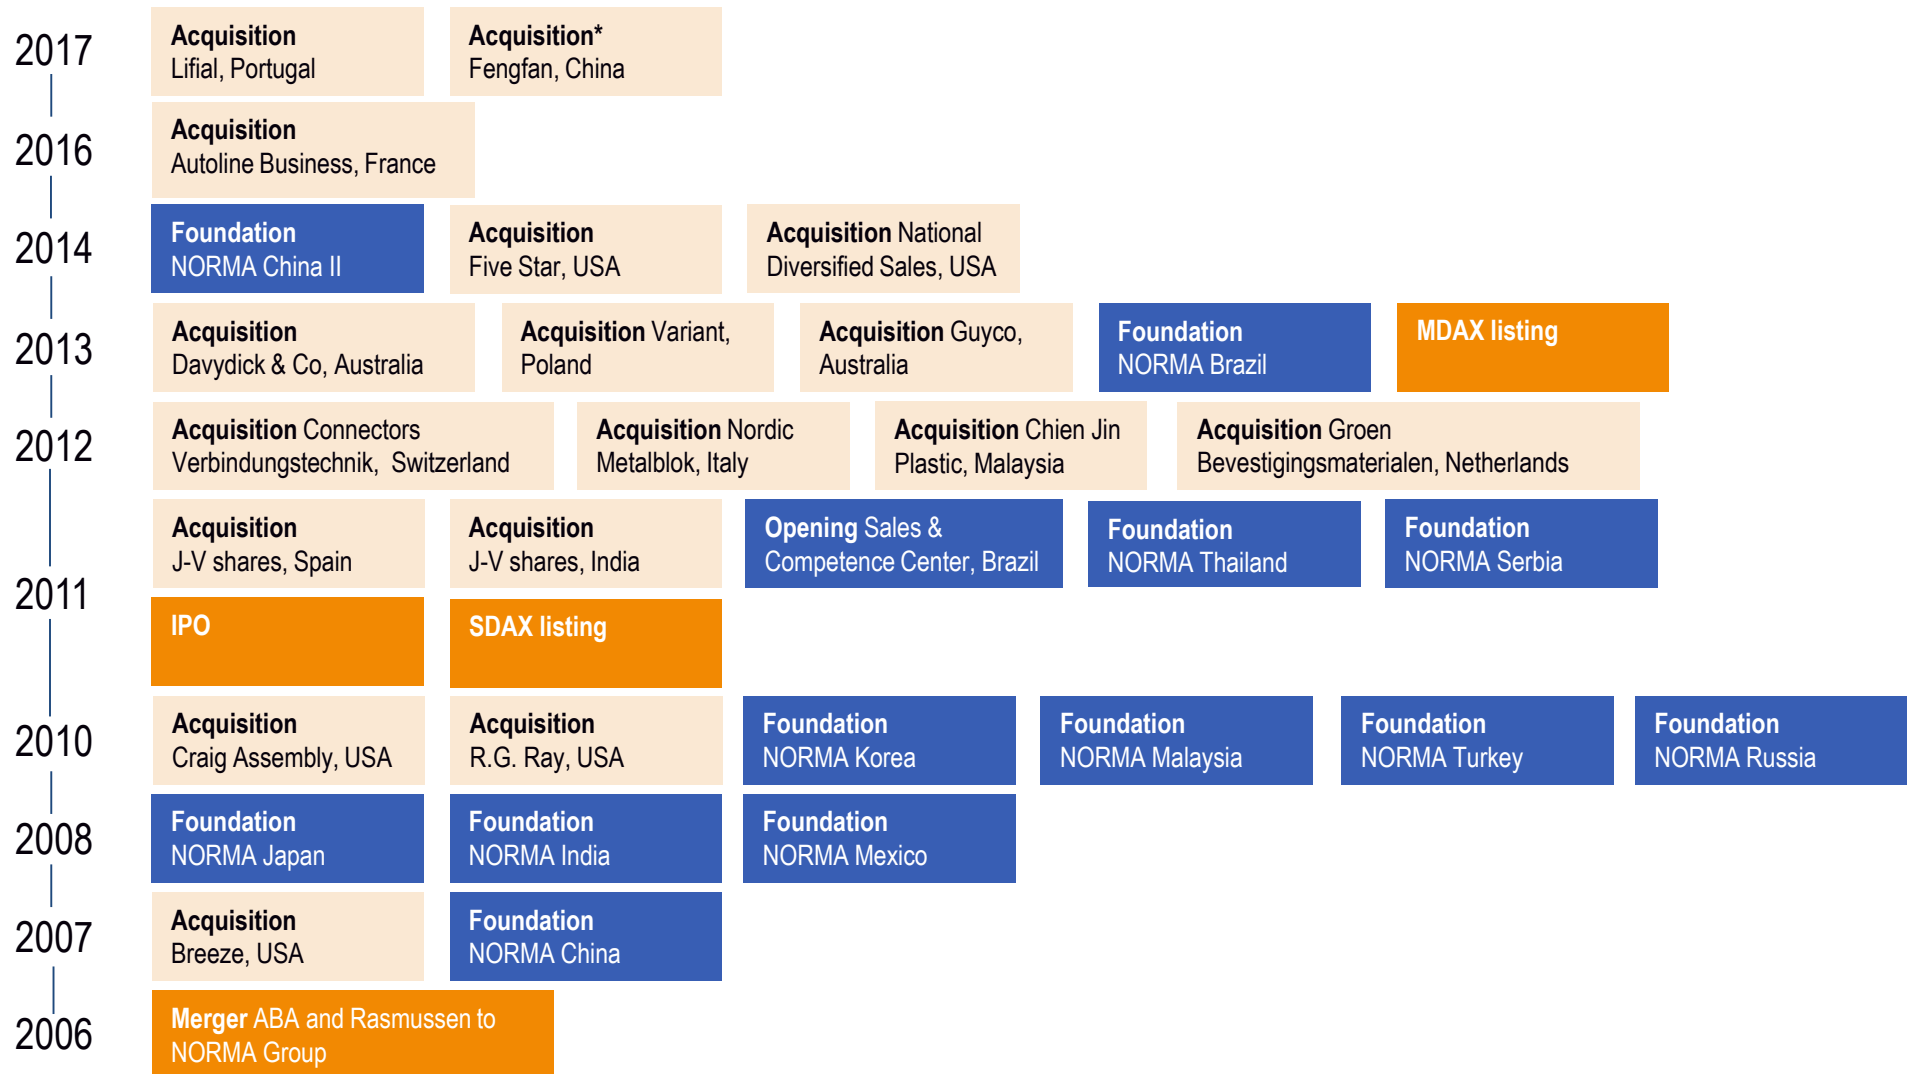 2017
Acquisition
Lifial, Portugal
Acquisition*
Fengfan, China
2016
Acquisition
Autoline Business, France
2014
Foundation
NORMA China II
Acquisition
Five Star, USA
Acquisition National
Diversified Sales, USA
2013
Acquisition
Davydick & Co, Australia
Acquisition Variant,
Poland
Acquisition Guyco,
Australia
Foundation
NORMA Brazil
MDAX listing
2012
Acquisition Connectors
Verbindungstechnik, Switzerland
Acquisition Nordic
Metalblok, Italy
Acquisition Chien Jin
Plastic, Malaysia
Acquisition Groen
Bevestigingsmaterialen, Netherlands
2011
Acquisition
J-V shares, Spain
Acquisition
J-V shares, India
Opening Sales &
Competence Center, Brazil
Foundation
NORMA Thailand
Foundation
NORMA Serbia
IPO
SDAX listing
2010
Acquisition
Craig Assembly, USA
Acquisition
R.G. Ray, USA
Foundation
NORMA Korea
Foundation
NORMA Malaysia
Foundation
NORMA Turkey
Foundation
NORMA Russia
2008
Foundation
NORMA Japan
Foundation
NORMA India
Foundation
NORMA Mexico
2007
Acquisition
Breeze, USA
Foundation
NORMA China
2006
Merger ABA and Rasmussen to
NORMA Group